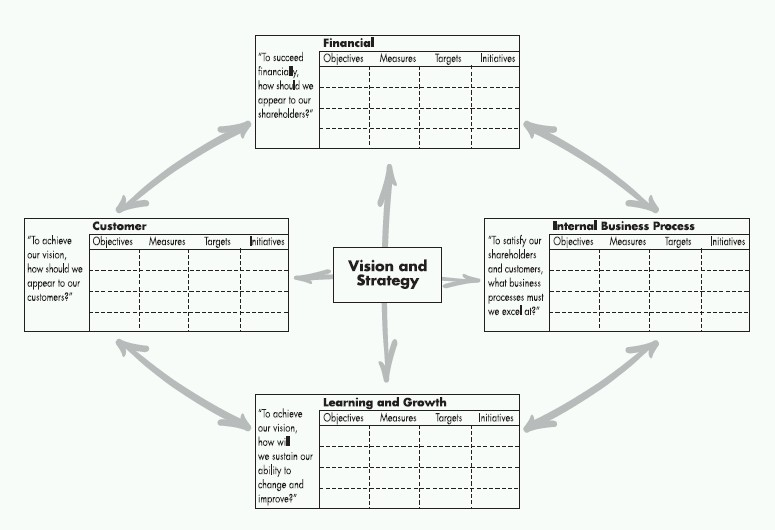 Financial
"To succeed
financially,
how should we
appear to our
shareholders?"
Objectives Measures Targets Initiatives
Customer
"To achieve
our vision,
how should we
appear to our
customers?"
Objectives Measures Targets Initiatives
Vision and
Strategy
Internal Business Process
"To satisfy our
shareholders
and customers,
what business
processes must
we excel at?"
Objectives Measures Targets Initiatives
Learning and Growth
"To achieve
our vision,
how will
we sustain our
ability to
change and
improve?"
Objectives Measures Targets Initiatives